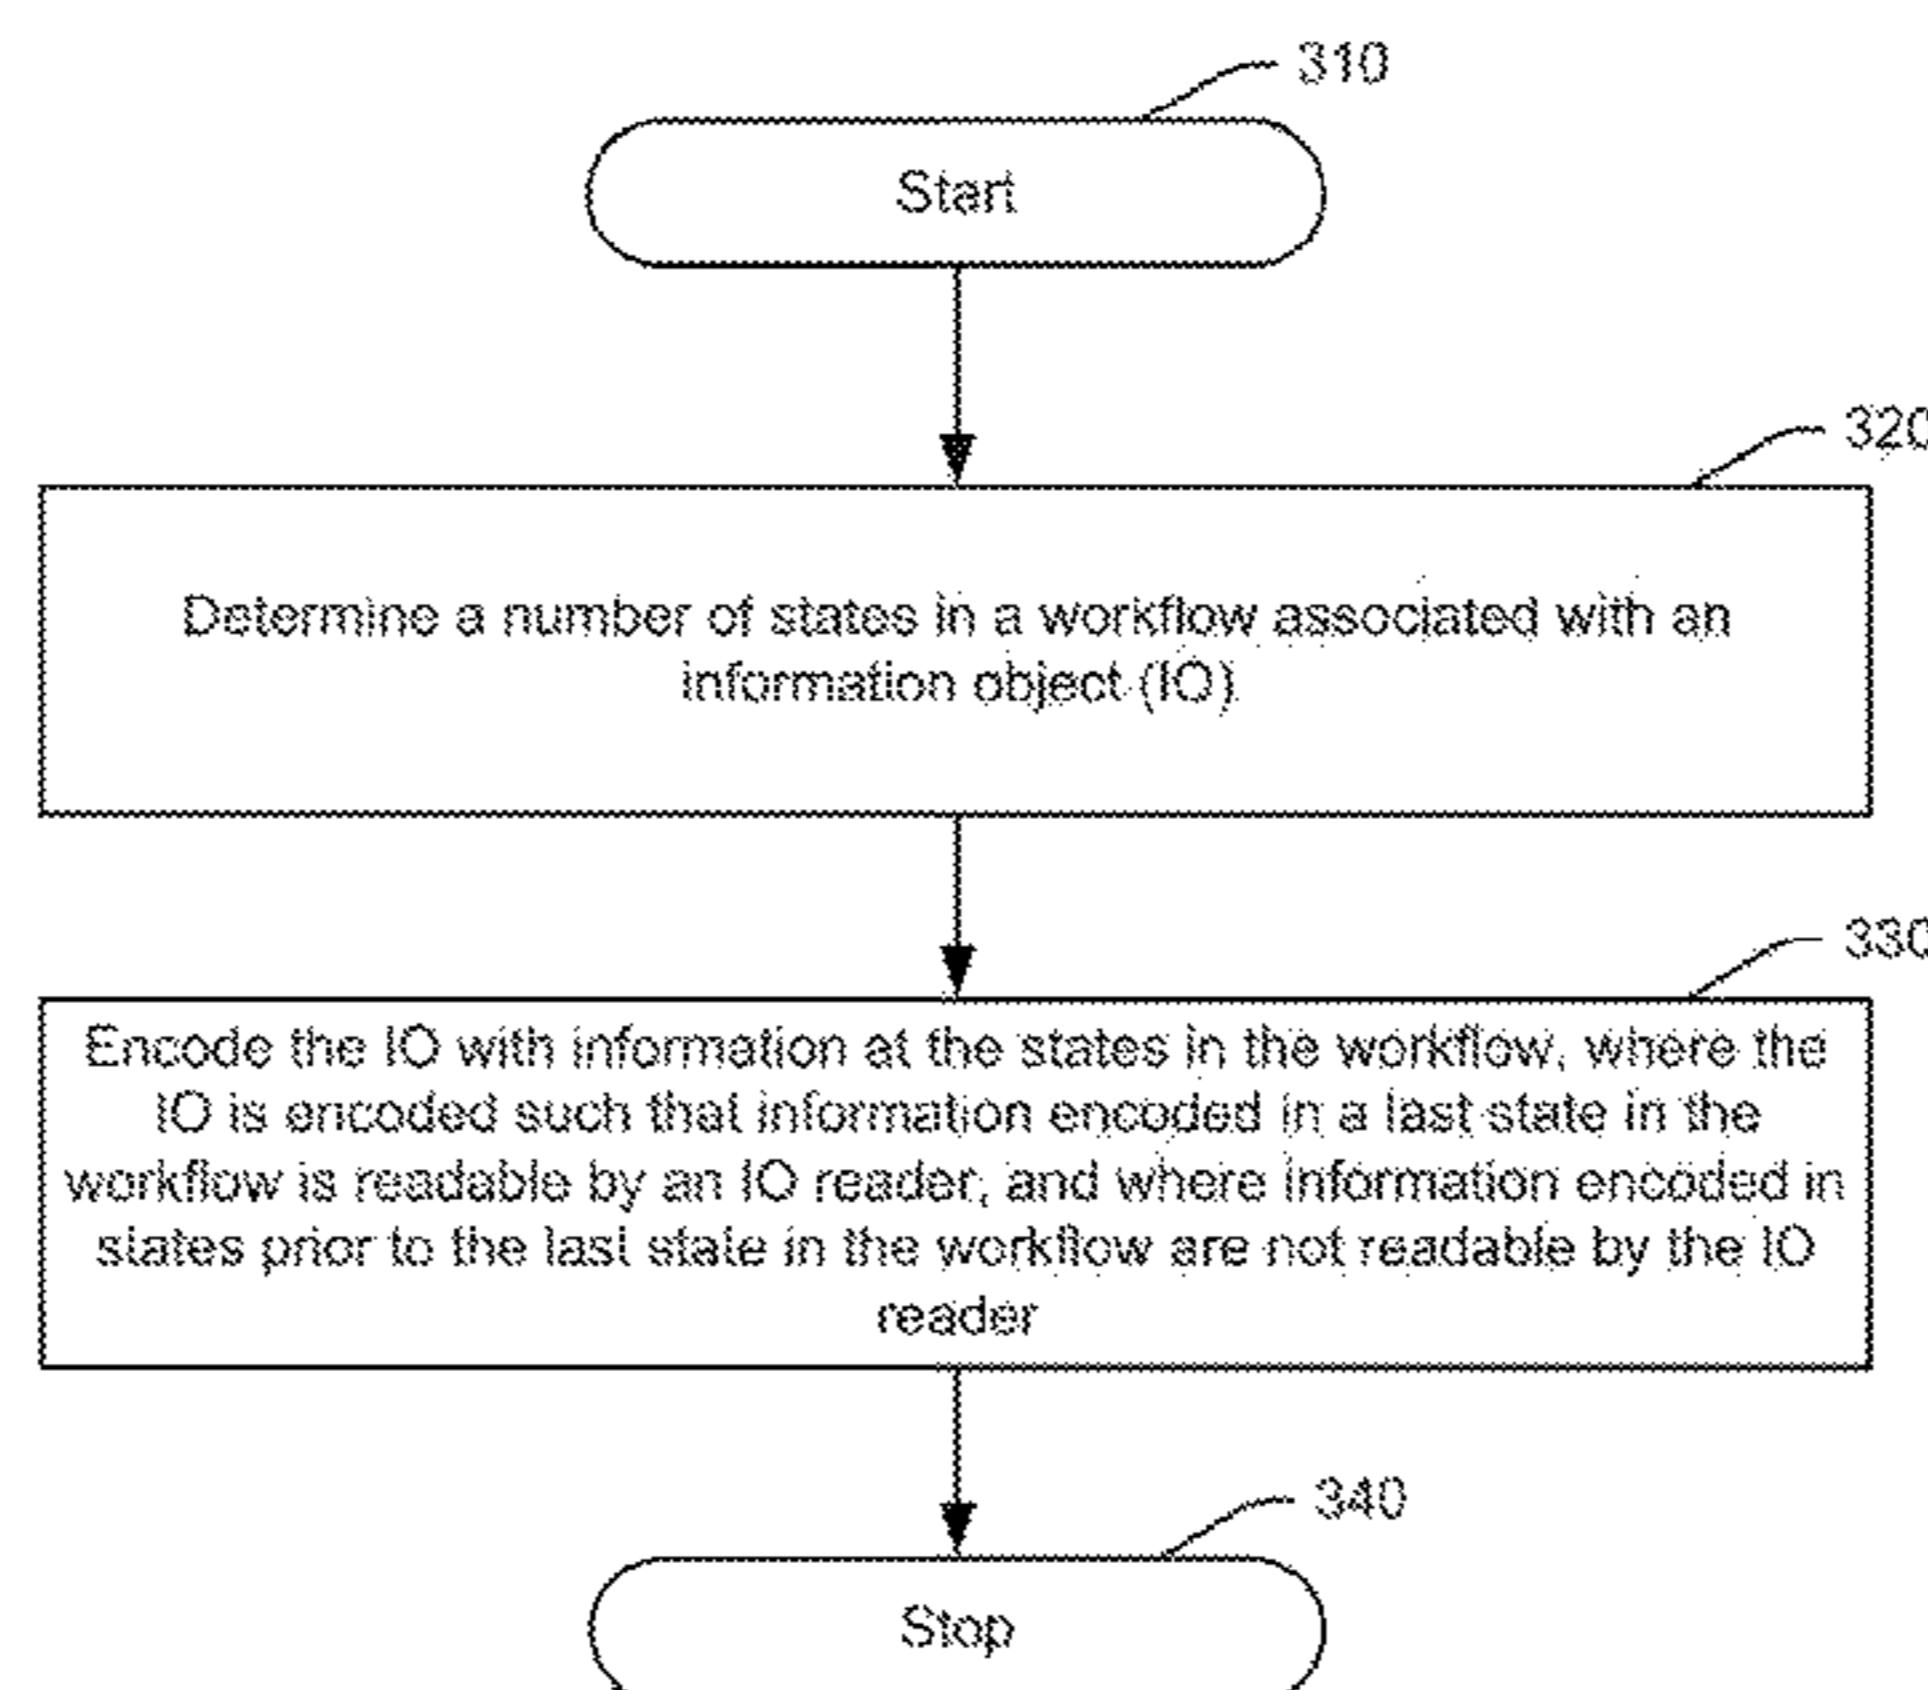 310
Start
320
Determine a number of states in a workflow associated with an
information object (IO)
330
Encode the IO with information at the states in the workflow, where the
IO is encoded such that information encoded in a last state in the
workflow is readable by an IO reader, and where information encoded in
states prior to the last state in the workflow are not readable by the IO
reader
340
Stop